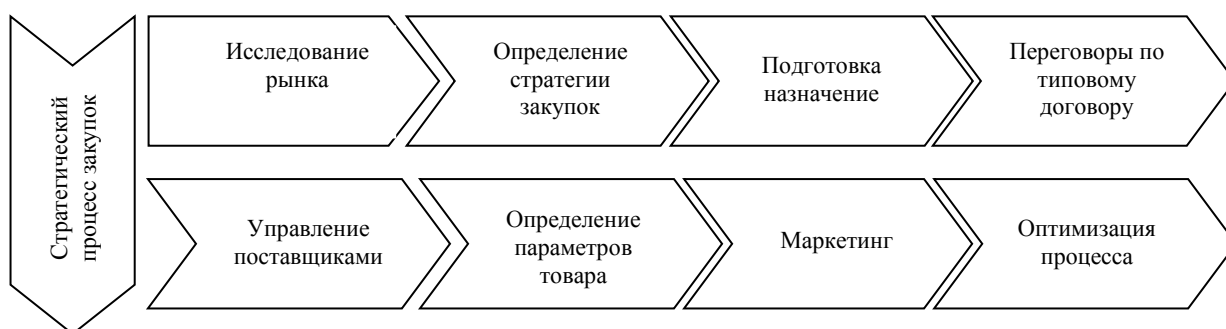 Стратегический
процесс закупок
Исследование
рынка
Определение
стратегии
закупок
Подготовка
назначение
Переговоры по
типовому
договору
Управление
поставщиками
Определение
параметров
товара
Маркетинг
Оптимизация
процесса